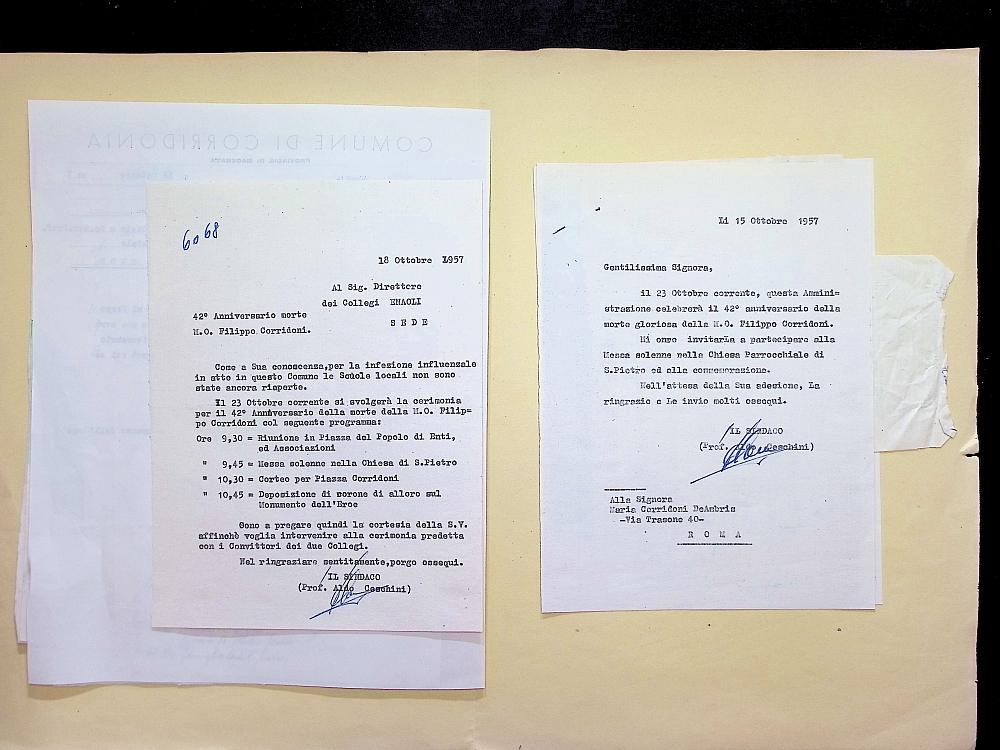 COMUNE DI CORRIDONIA
PROVINCIA DI MACERATA
6068
18 Ottobre 1957
Al Sig. Direttore
dei Collegi ENAOLI
S E D E
42° Anniversario morte
M.O. Filippo Corridoni.
Come a Sua conoscenza,per la infezione influenzale
in atto in questo Comune le Scuole locali non sono
state ancora riaperte.
Il 23 Ottobre corrente si svolgerà la cerimonia
per il 42° Anniversario della morte della M.O. Filip=
po Corridoni col seguente programma:
Ore 9,30 = Riunione in Piazza del Popolo di Enti,
ed Associazioni
" 9,45 = Messa solenne nella Chiesa di S.Pietro
" 10,30 = Corteo per Piazza Corridoni
" 10,45 = Deposizione di corone di alloro sul
Monumento dell'Eroe
Sono a pregare quindi la cortesia della S.V.
affinchè voglia intervenire alla cerimonia predetta
con i Convittori dei due Collegi.
Nel ringraziare sentitamente,porgo ossequi.
IL SINDACO
(Prof. Aldo Ceschini)
Li 15 Ottobre 1957
Gentilissima Signora,
il 23 Ottobre corrente, questa Ammini=
strazione celebrerà il 42° anniversario della
morte gloriosa della M.O. Filippo Corridoni.
Mi onro invitarLa a partecipare alla
Messa solenne nella Chiesa Parrocchiale di
S.Pietro ed alla commemorazione.
Nell'attesa della Sua adesione, La
ringrazio e Le invio molti ossequi.
IL SINDACO
(Prof. Aldo Ceschini)
Alla Signora
Maria Corridoni DeAmbris
-Via Trasone 40-
R O M A